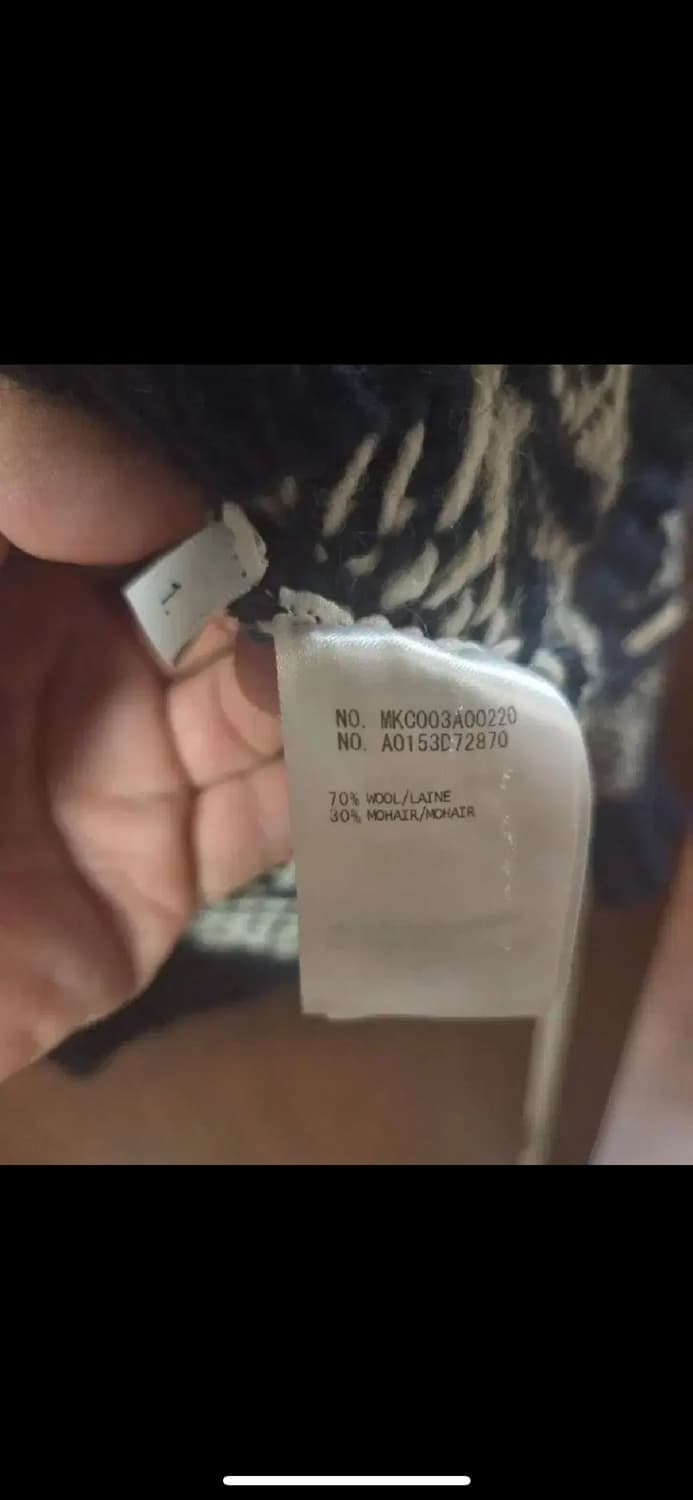 NO. MKC003A00220
NO. A0153D72870
70% WOOL/LAINE
30% MOHAIR/MOHAIR